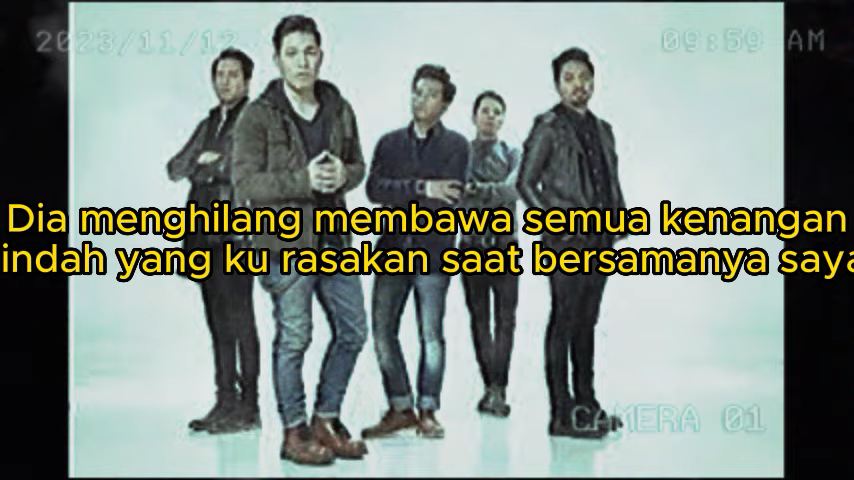 2023/11/12 09:59 AM
Dia menghilang membawa semua kenangan
indah yang ku rasakan saat bersamanya saya
CAMERA 01